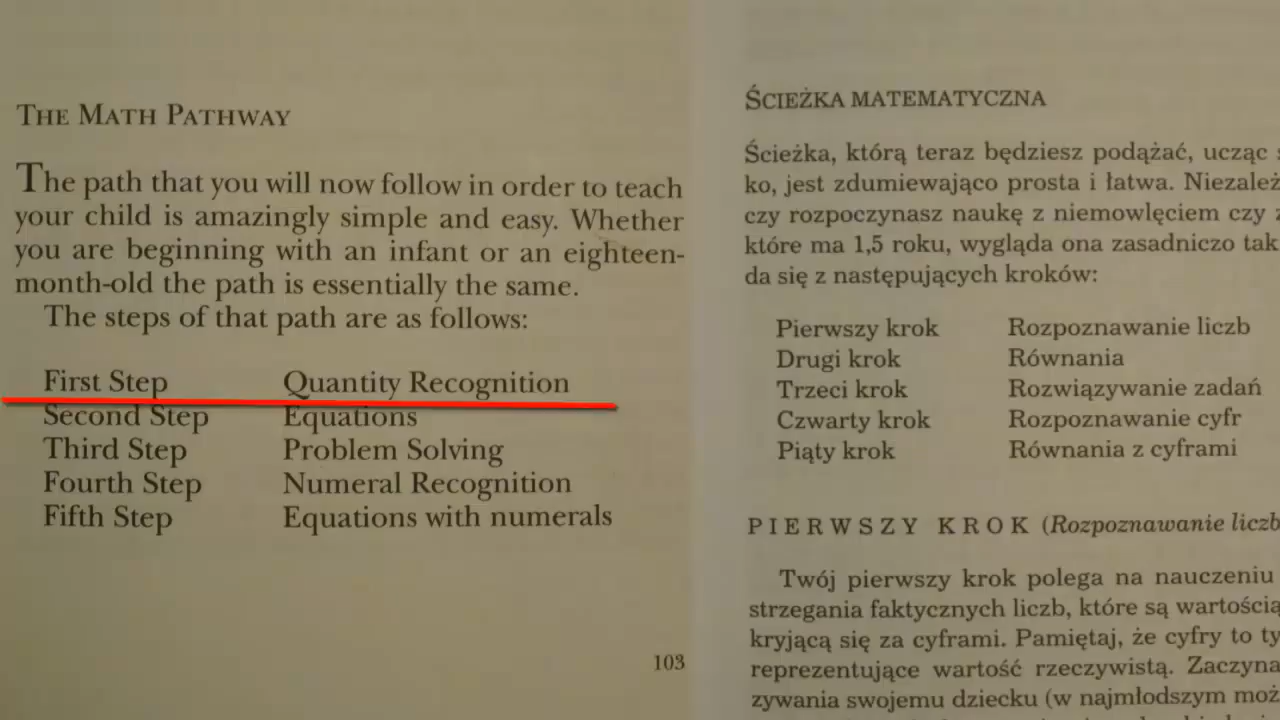 THE MATH PATHWAY
The path that you will now follow in order to teach
your child is amazingly simple and easy. Whether
you are beginning with an infant or an eighteen-
month-old the path is essentially the same.
The steps of that path are as follows:
First Step Quantity Recognition
Second Step Equations
Third Step Problem Solving
Fourth Step Numeral Recognition
Fifth Step Equations with numerals
103
ŚCIEŻKA MATEMATYCZNA
Ścieżka, którą teraz będziesz podążać, ucząc
ko, jest zdumiewająco prosta i łatwa. Niezależ
czy rozpoczynasz naukę z niemowlęciem czy z
które ma 1,5 roku, wygląda ona zasadniczo tak
da się z następujących kroków:
Pierwszy krok Rozpoznawanie liczb
Drugi krok Równania
Trzeci krok Rozwiązywanie zadań
Czwarty krok Rozpoznawanie cyfr
Piąty krok Równania z cyframi
PIERWSZY KROK (Rozpoznawanie liczb
Twój pierwszy krok polega na nauczeniu
strzegania faktycznych liczb, które są wartością
kryjącą się za cyframi. Pamiętaj, że cyfry to ty
reprezentujące wartość rzeczywistą. Zaczyna
zywania swojemu dziecku (w najmłodszym moż